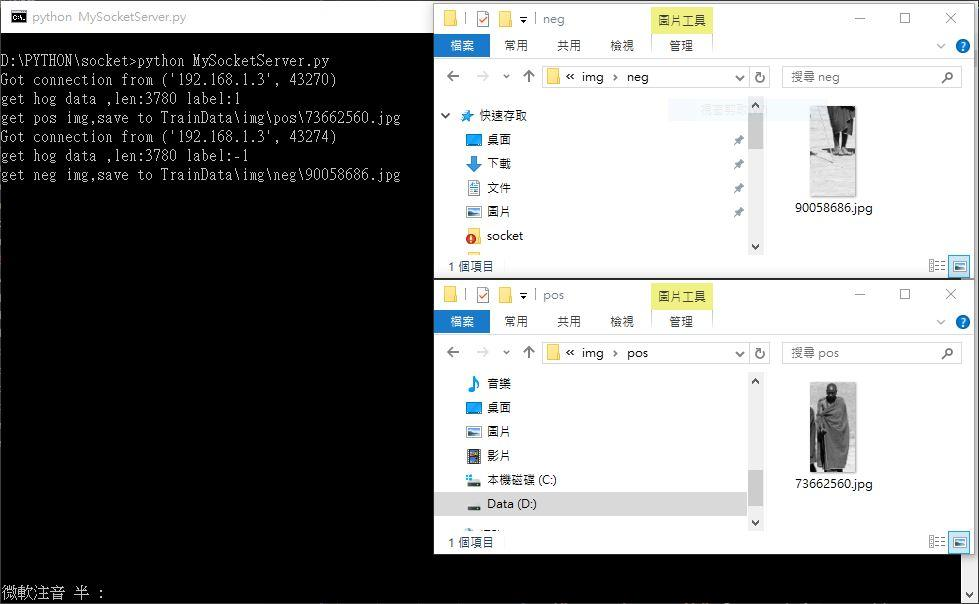 python MySocketServer.py
D:\PYTHON\socket>python MySocketServer.py
Got connection from ('192.168.1.3', 43270)
get hog data ,len:3780 label:1
get pos img,save to TrainData\img\pos\73662560.jpg
Got connection from ('192.168.1.3', 43274)
get hog data ,len:3780 label:-1
get neg img,save to TrainData\img\neg\90058686.jpg
微軟注音 半 :
neg
圖片工具
檔案 常用 共用 檢視 管理
« img › neg
搜尋 neg
快速存取
桌面
下載
文件
圖片
socket
90058686.jpg
1 個項目
pos
圖片工具
檔案 常用 共用 檢視 管理
« img › pos
搜尋 pos
音樂
桌面
圖片
影片
本機磁碟 (C:)
Data (D:)
73662560.jpg
1 個項目